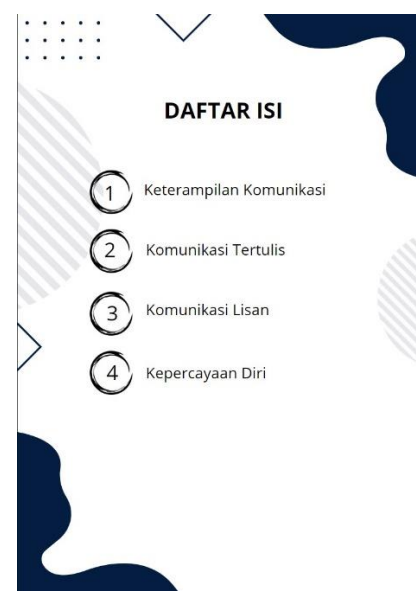 DAFTAR ISI
1 Keterampilan Komunikasi
2 Komunikasi Tertulis
3 Komunikasi Lisan
4 Kepercayaan Diri